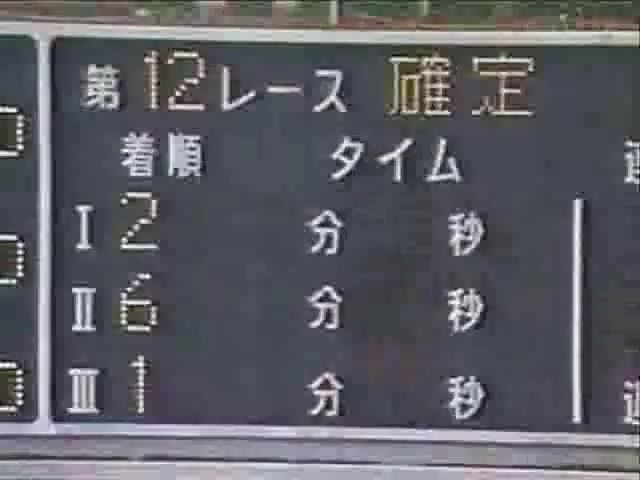 第12レース 確定
着順 タイム
I 2 分 秒
II 6 分 秒
III 1 分 秒